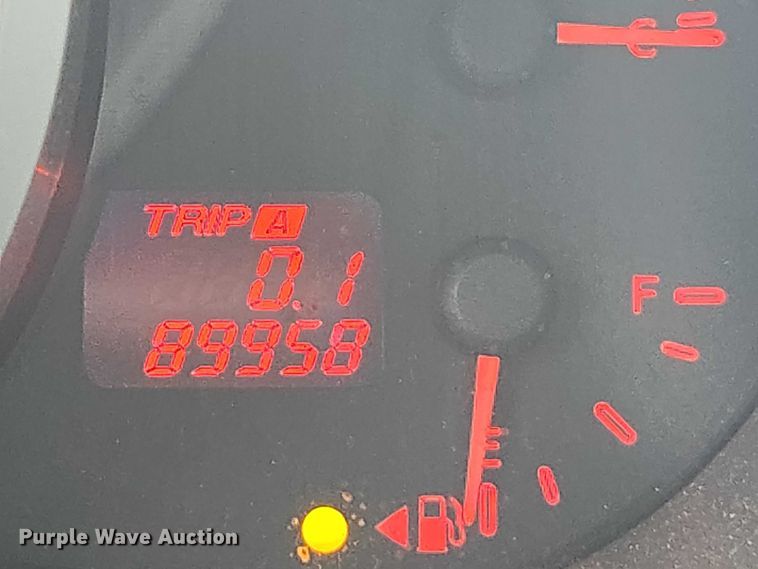 C
TRIP A
0.1
89958
F
E
Purple Wave Auction